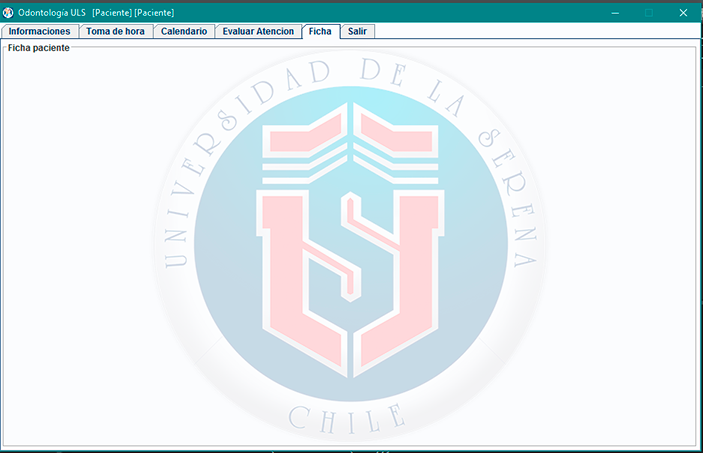 Odontología ULS [Paciente] [Paciente]
Informaciones Toma de hora Calendario Evaluar Atencion Ficha Salir
Ficha paciente
UNIVERSIDAD DE LA SERENA
CHILE